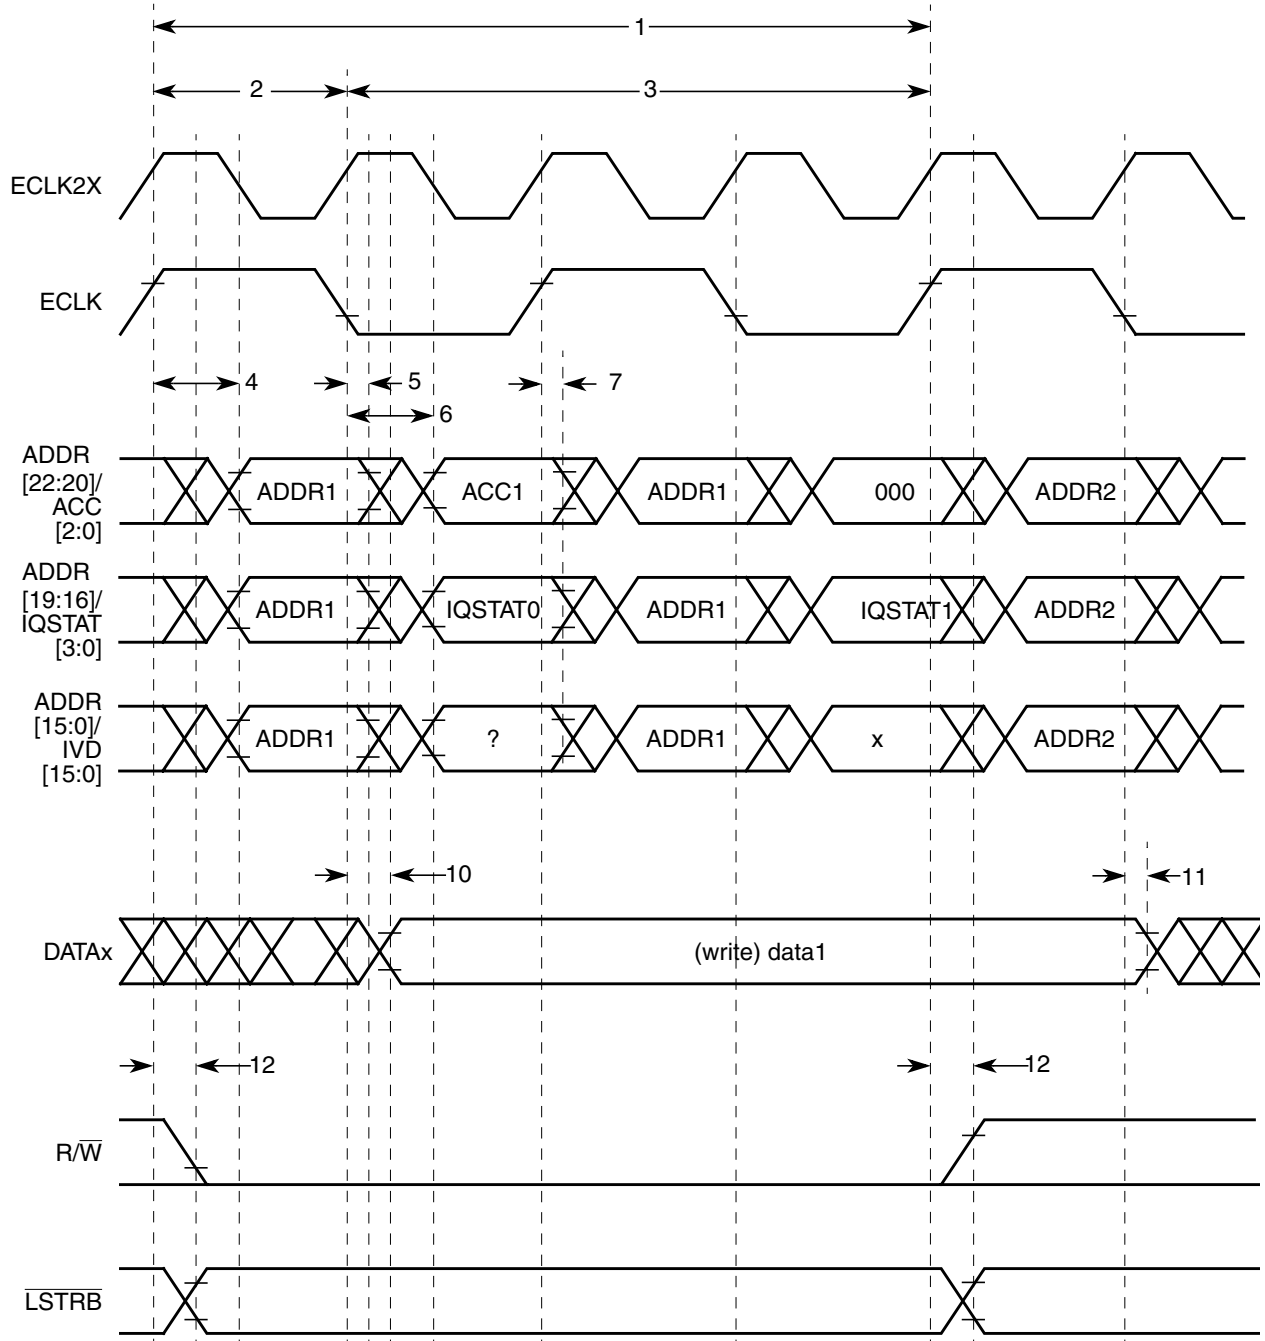 1
2
3
ECLK2X
ECLK
4
5
7
6
ADDR
[22:20]/
ACC
[2:0]
ADDR1
ACC1
ADDR1
000
ADDR2
ADDR
[19:16]/
IQSTAT
[3:0]
ADDR1
IQSTAT0
ADDR1
IQSTAT1
ADDR2
ADDR
[15:0]/
IVD
[15:0]
ADDR1
?
ADDR1
x
ADDR2
10
11
DATAx
(write) data1
12
12
R/W
LSTRB